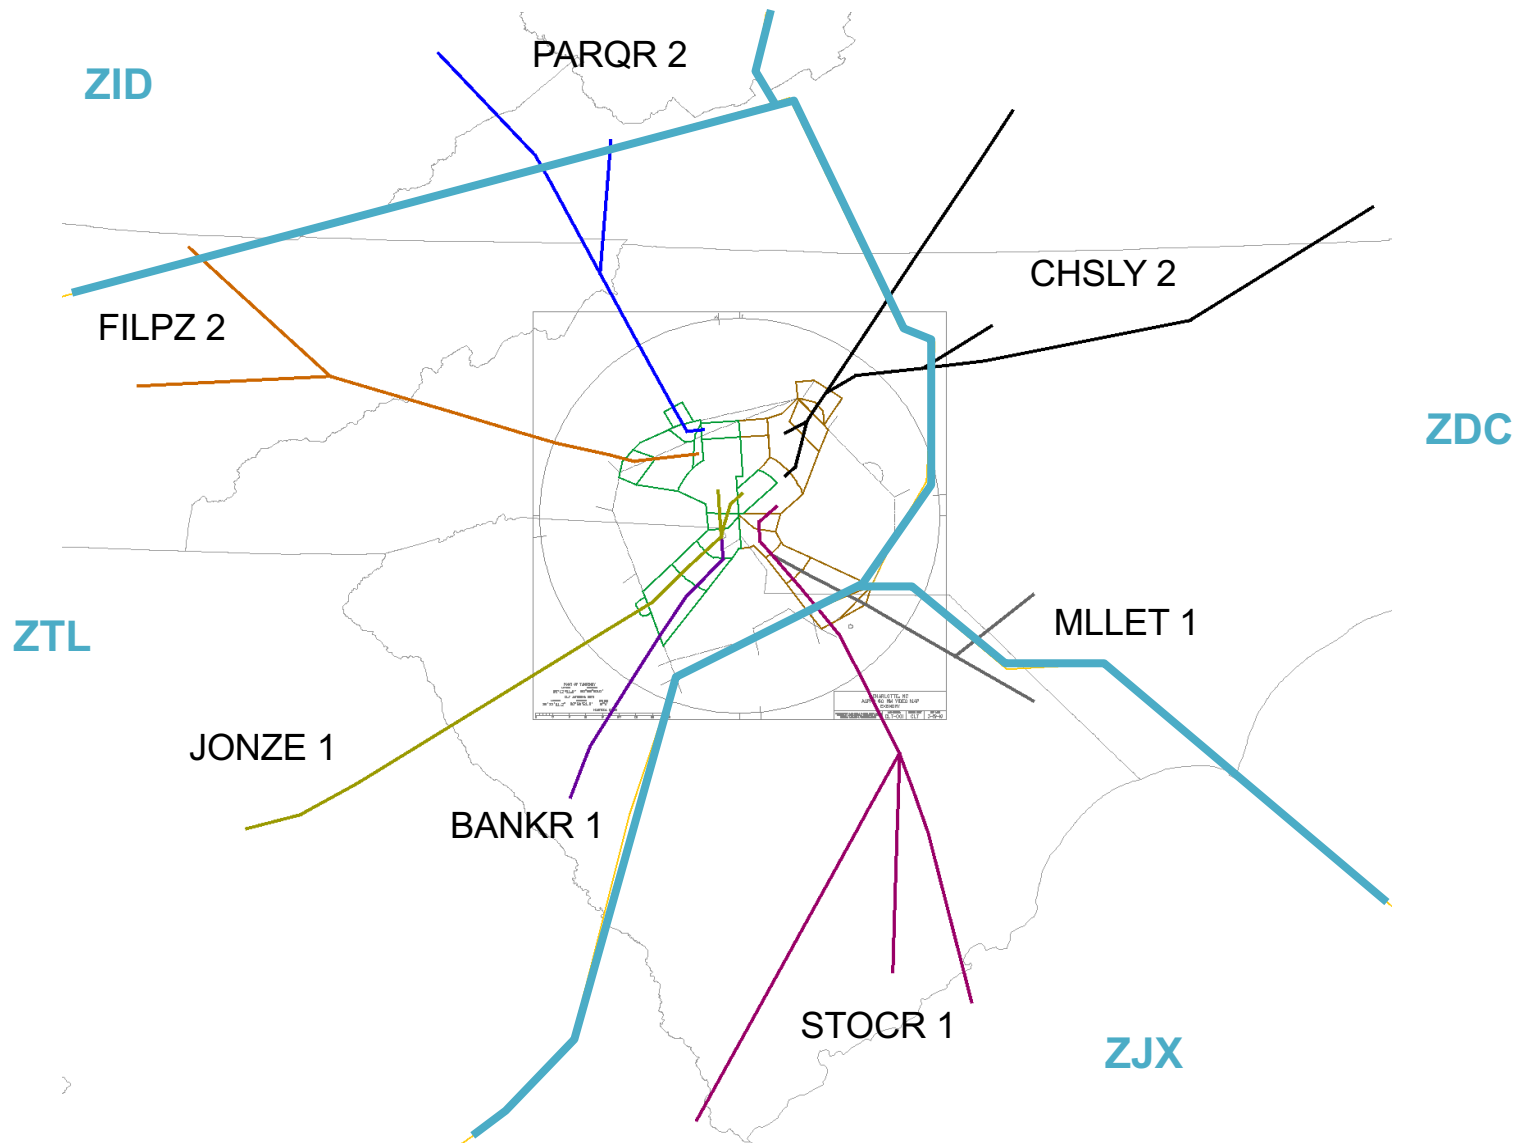 PARQR 2
ZID
CHSLY 2
FILPZ 2
ZDC
MLLET 1
ZTL
JONZE 1
BANKR 1
STOCR 1
ZJX